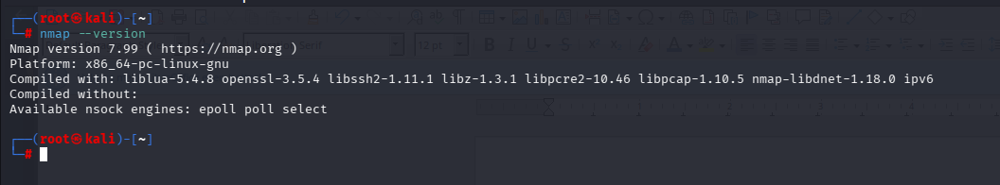 ┌──(root㉿kali)-[~]
└─# nmap --version
Nmap version 7.99 ( https://nmap.org )
Platform: x86_64-pc-linux-gnu
Compiled with: liblua-5.4.8 openssl-3.5.4 libssh2-1.11.1 libz-1.3.1 libpcre2-10.46 libpcap-1.10.5 nmap-libdnet-1.18.0 ipv6
Compiled without:
Available nsock engines: epoll poll select
┌──(root㉿kali)-[~]
└─#
12 pt